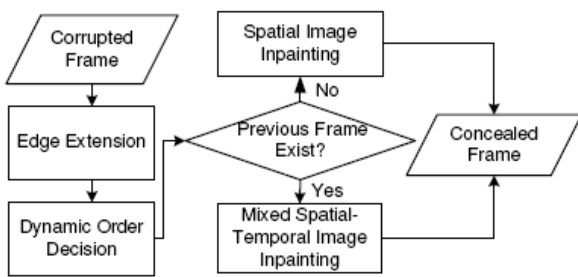 Corrupted
Frame
Edge Extension
Dynamic Order
Decision
Spatial Image
Inpainting
No
Previous Frame
Exist?
Yes
Mixed Spatial-
Temporal Image
Inpainting
Concealed
Frame